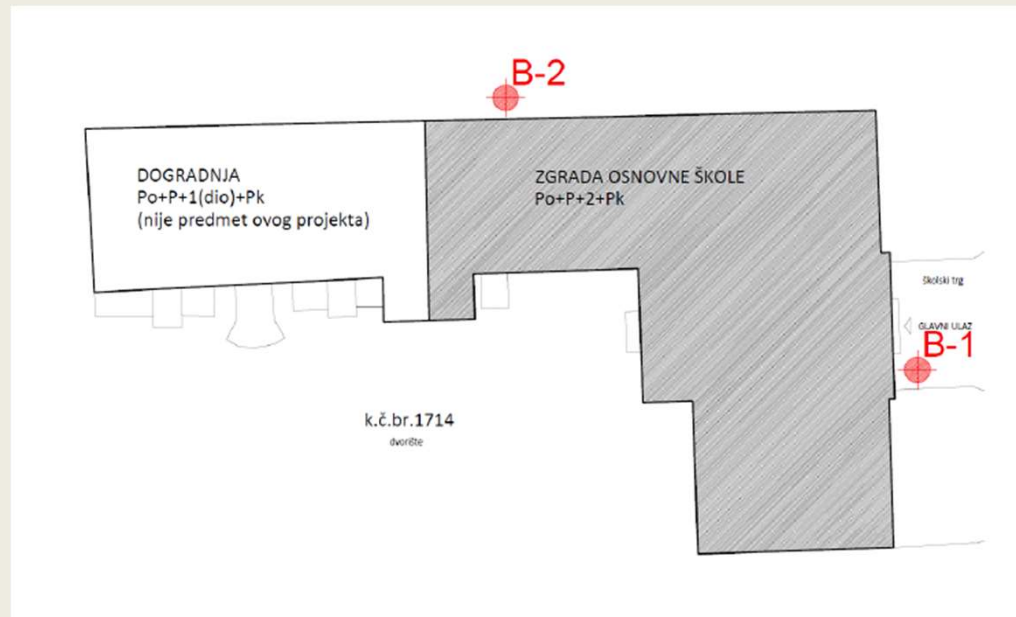 B-2
DOGRADNJA
Po+P+1(dio)+Pk
(nije predmet ovog projekta)
ZGRADA OSNOVNE ŠKOLE
Po+P+2+Pk
školski trg
GLAVNI ULAZ
B-1
k.č.br.1714
dvorište